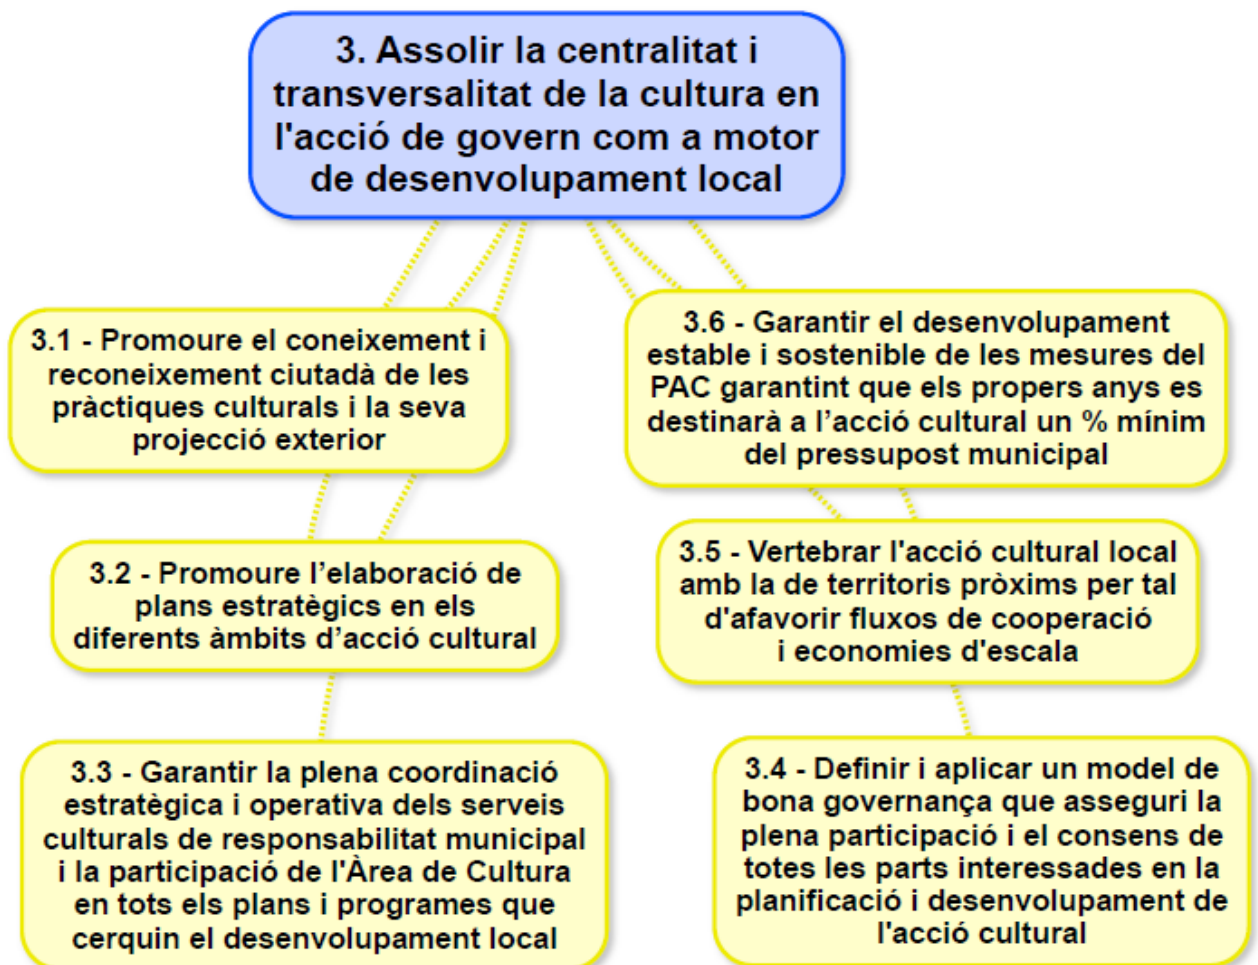 3. Assolir la centralitat i
transversalitat de la cultura en
l'acció de govern com a motor
de desenvolupament local
3.1 - Promoure el coneixement i
reconeixement ciutadà de les
pràctiques culturals i la seva
projecció exterior
3.2 - Promoure l’elaboració de
plans estratègics en els
diferents àmbits d’acció cultural
3.3 - Garantir la plena coordinació
estratègica i operativa dels serveis
culturals de responsabilitat municipal
i la participació de l'Àrea de Cultura
en tots els plans i programes que
cerquin el desenvolupament local
3.6 - Garantir el desenvolupament
estable i sostenible de les mesures del
PAC garantint que els propers anys es
destinarà a l’acció cultural un % mínim
del pressupost municipal
3.5 - Vertebrar l'acció cultural local
amb la de territoris pròxims per tal
d'afavorir fluxos de cooperació
i economies d'escala
3.4 - Definir i aplicar un model de
bona governança que asseguri la
plena participació i el consens de
totes les parts interessades en la
planificació i desenvolupament de
l'acció cultural